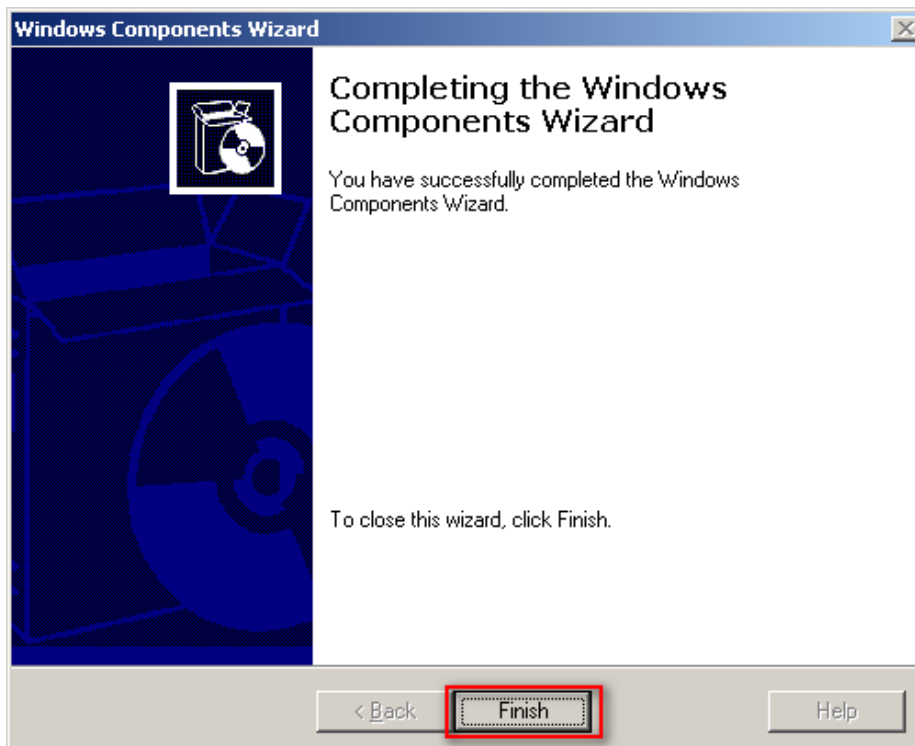 Windows Components Wizard
Completing the Windows
Components Wizard
You have successfully completed the Windows
Components Wizard.
To close this wizard, click Finish.
< Back
Finish
Help